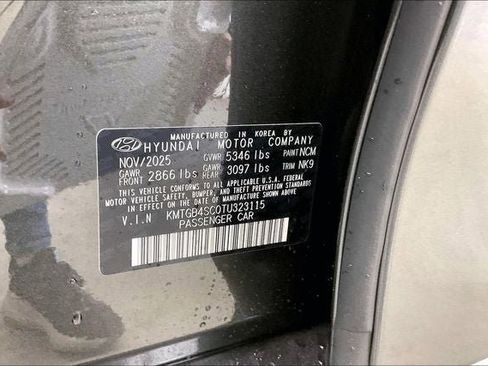 MANUFACTURED IN KOREA BY
HYUNDAI MOTOR COMPANY
NOV/2025 GVWR 5346 lbs PAINT NCM
GAWR FRONT 2866 lbs GAWR REAR 3097 lbs TRIM NK9
THIS VEHICLE CONFORMS TO ALL APPLICABLE U.S.A. FEDERAL
MOTOR VEHICLE SAFETY, BUMPER, AND THEFT PREVENTION
STANDARDS IN EFFECT ON THE DATE OF MANUFACTURE SHOWN ABOVE.
V.I.N KMTGB4SC0TU323115
PASSENGER CAR